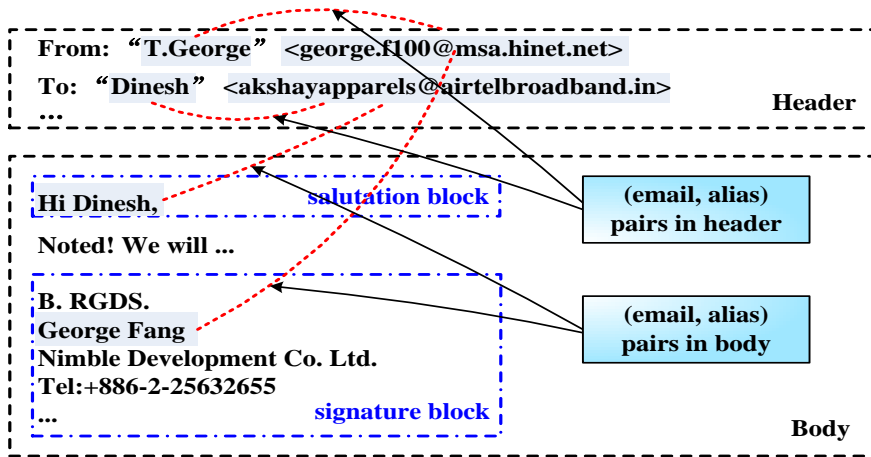 From: “T.George” <george.f100@msa.hinet.net>
To: “Dinesh” <akshayapparels@airtelbroadband.in>
...
Header
salutation block
Hi Dinesh,
(email, alias)
pairs in header
Noted! We will ...
B. RGDS.
George Fang
Nimble Development Co. Ltd.
Tel:+886-2-25632655
...
signature block
(email, alias)
pairs in body
Body